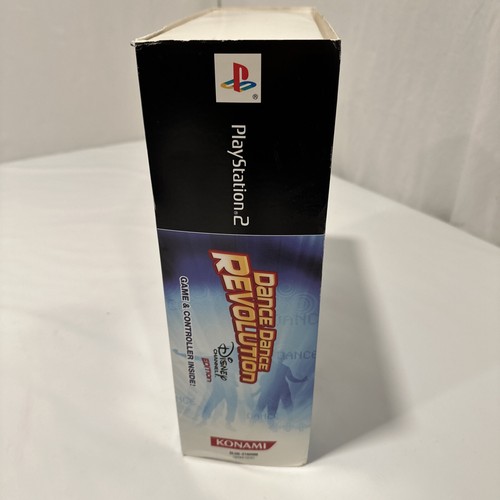 PlayStation®2
Dance Dance
REVOLUTION
Disney
CHANNEL
EDITION
GAME & CONTROLLER INSIDE!
KONAMI